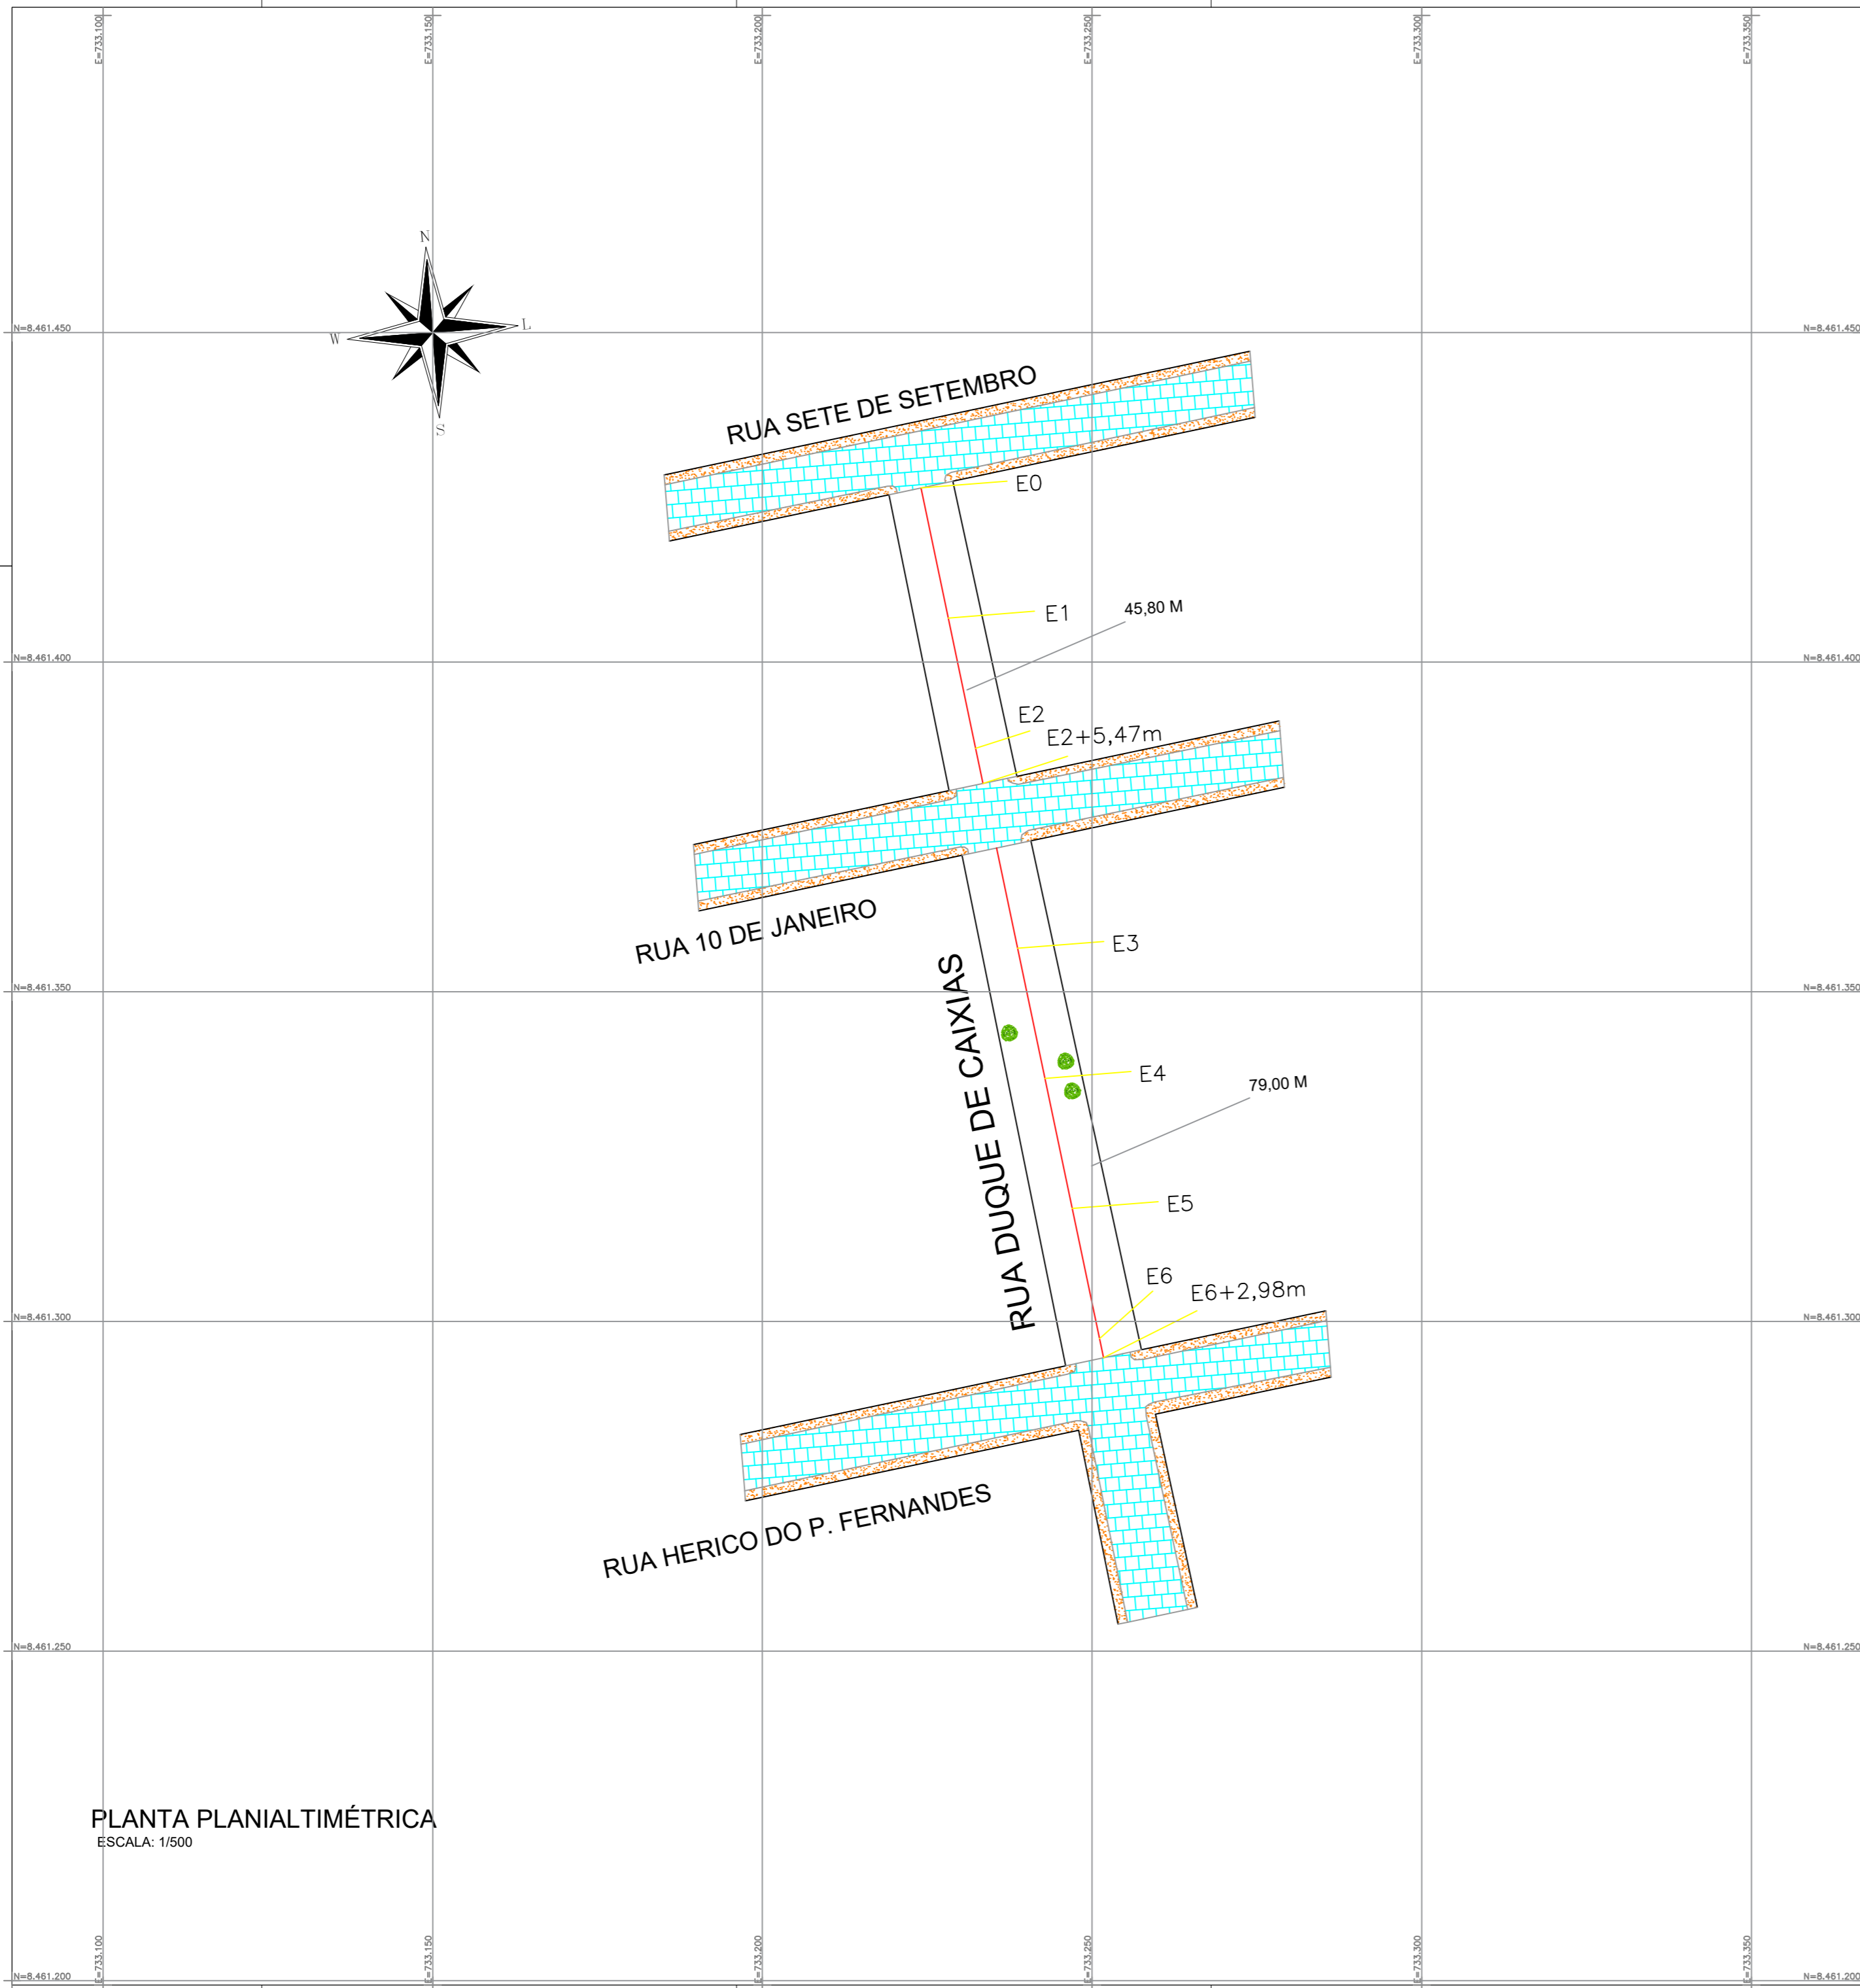 E=733.100
E=733.150
E=733.200
E=733.250
E=733.300
E=733.350
N
W
L
S
N=8.461.450
N=8.461.450
RUA SETE DE SETEMBRO
E0
E1
45,80 M
N=8.461.400
N=8.461.400
E2
E2+5,47m
RUA 10 DE JANEIRO
E3
RUA DUQUE DE CAIXIAS
N=8.461.350
N=8.461.350
E4
79,00 M
E5
E6
E6+2,98m
N=8.461.300
N=8.461.300
RUA HERICO DO P. FERNANDES
N=8.461.250
N=8.461.250
PLANTA PLANIALTIMÉTRICA
ESCALA: 1/500
E=733.100
E=733.150
E=733.200
E=733.250
E=733.300
E=733.350
N=8.461.200
N=8.461.200